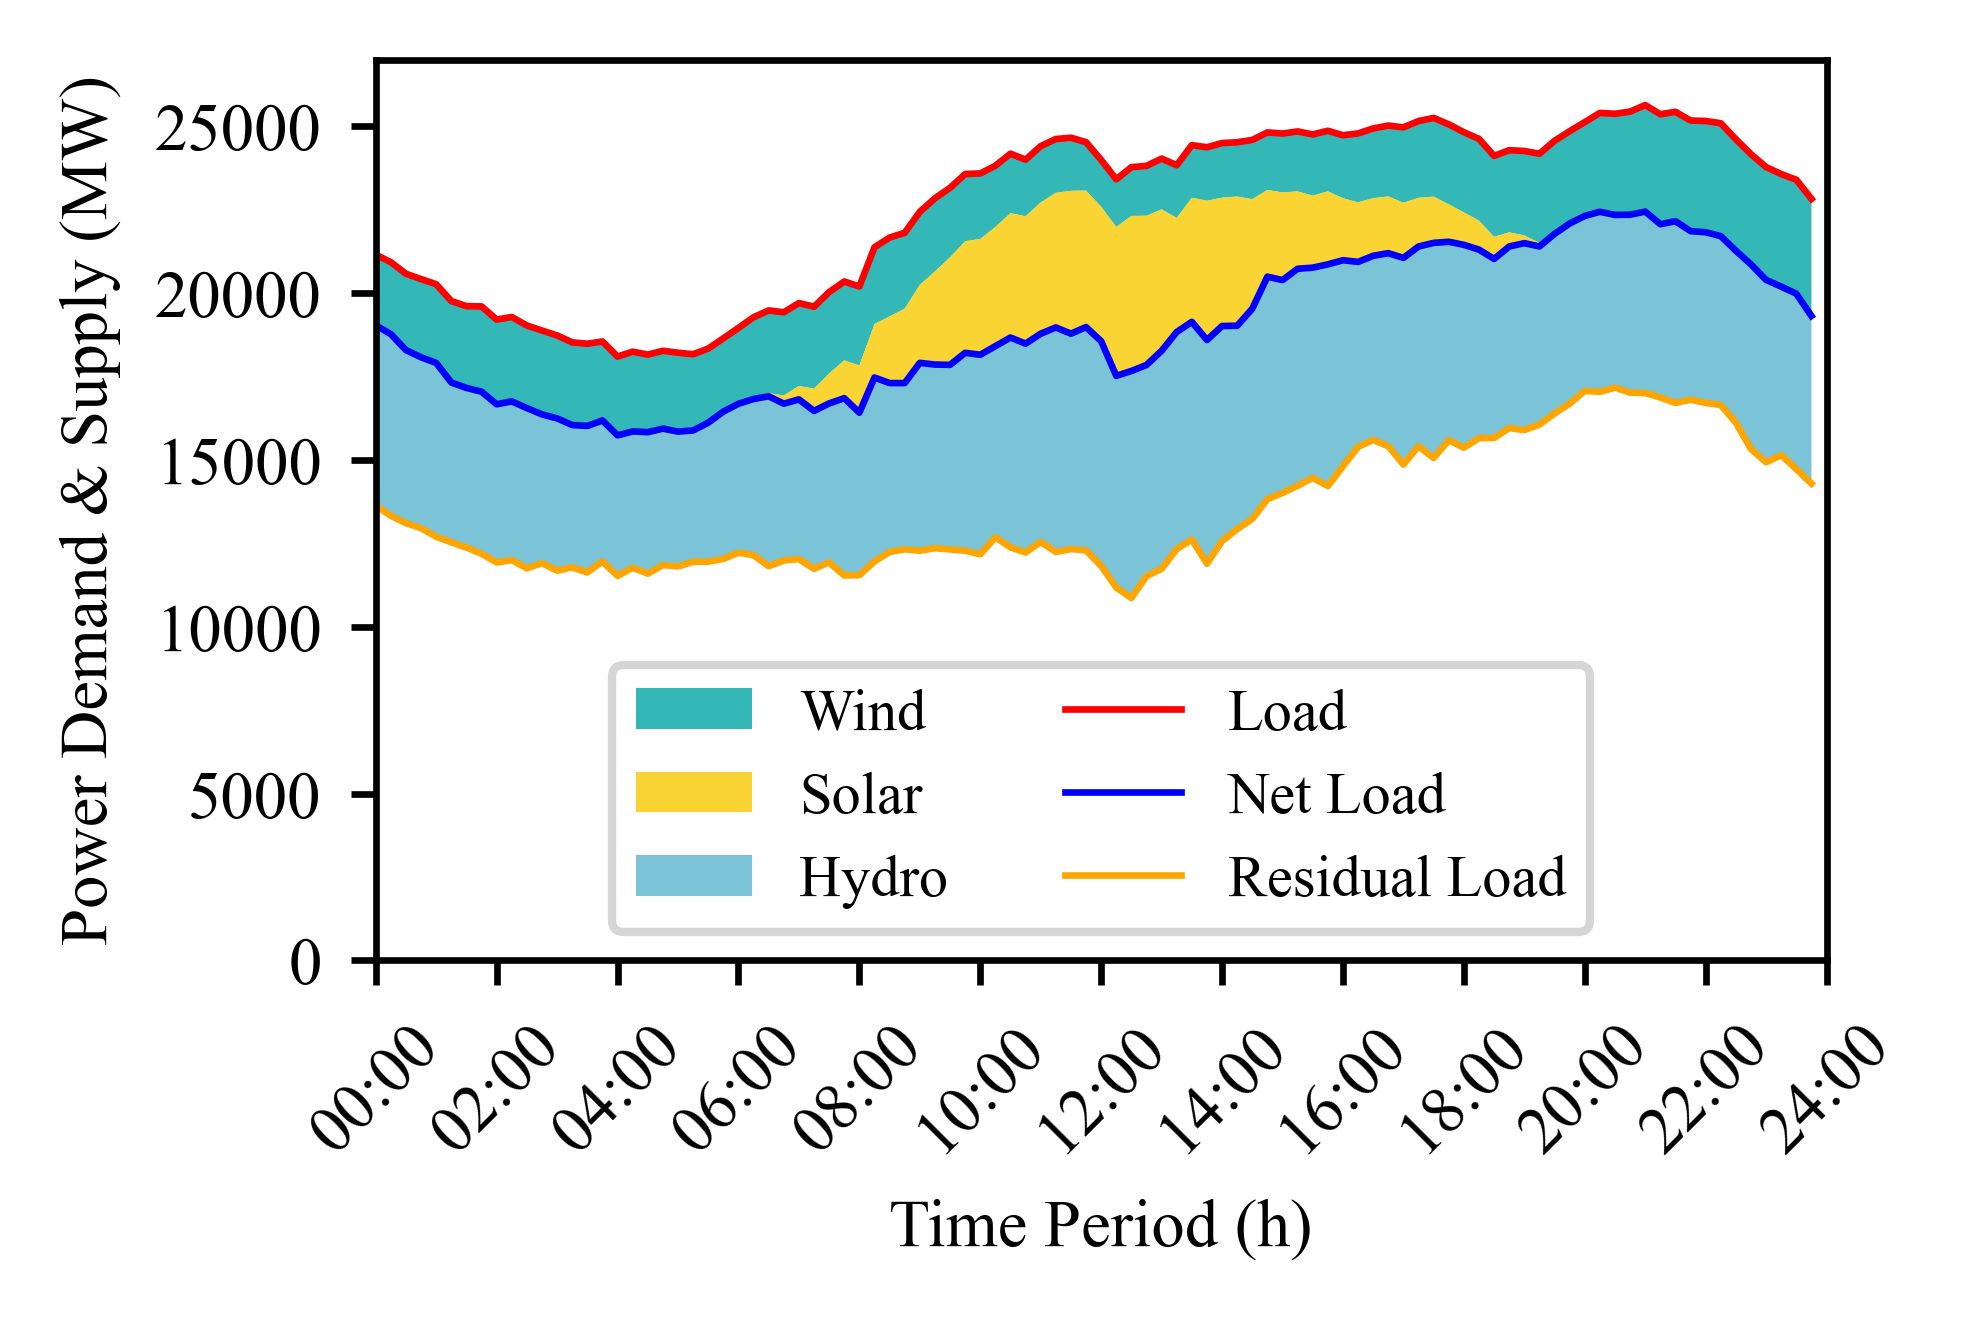 Power Demand & Supply (MW)
25000
20000
15000
10000
5000
0
Wind
Solar
Hydro
Load
Net Load
Residual Load
00:00
02:00
04:00
06:00
08:00
10:00
12:00
14:00
16:00
18:00
20:00
22:00
24:00
Time Period (h)